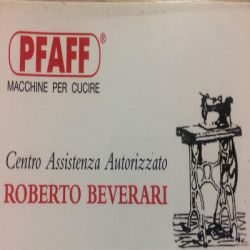 PFAFF®
MACCHINE PER CUCIRE
Centro Assistenza Autorizzato
ROBERTO BEVERARI